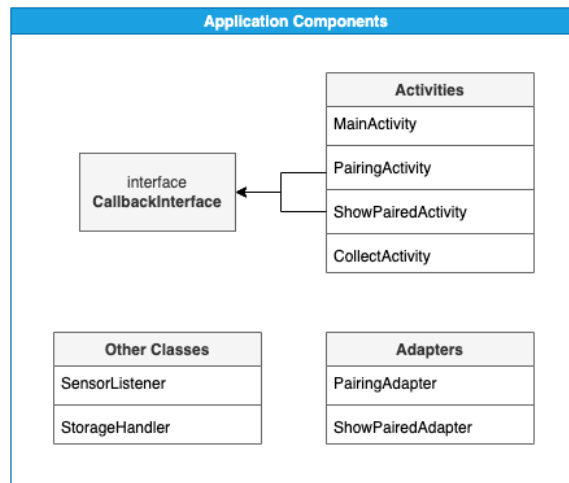 Application Components
Activities
MainActivity
PairingActivity
ShowPairedActivity
CollectActivity
interface
CallbackInterface
Other Classes
SensorListener
StorageHandler
Adapters
PairingAdapter
ShowPairedAdapter